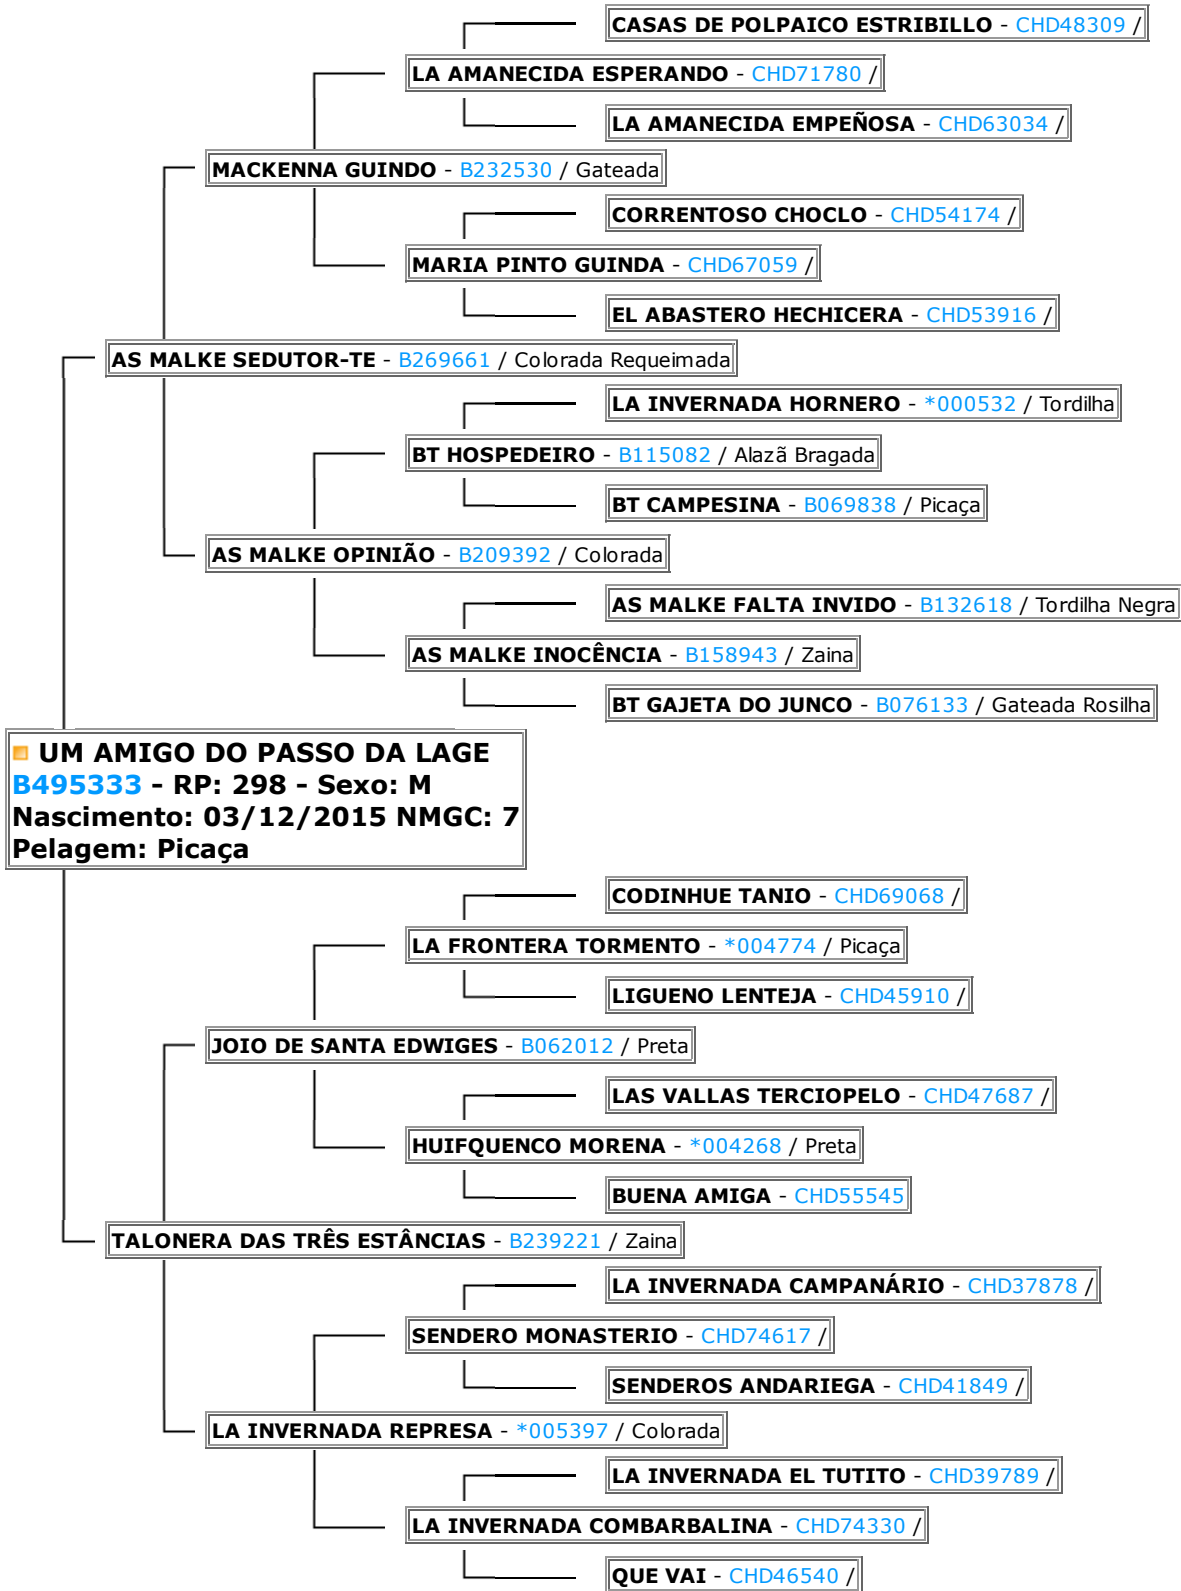 CASAS DE POLPAICO ESTRIBILLO - CHD48309 /
LA AMANECIDA ESPERANDO - CHD71780 /
LA AMANECIDA EMPEÑOSA - CHD63034 /
MACKENNA GUINDO - B232530 / Gateada
CORRENTOSO CHOCLO - CHD54174 /
MARIA PINTO GUINDA - CHD67059 /
EL ABASTERO HECHICERA - CHD53916 /
AS MALKE SEDUTOR-TE - B269661 / Colorada Requeimada
LA INVERNADA HORNERO - *000532 / Tordilha
BT HOSPEDEIRO - B115082 / Alazã Bragada
BT CAMPESINA - B069838 / Picaça
AS MALKE OPINIÃO - B209392 / Colorada
AS MALKE FALTA INVIDO - B132618 / Tordilha Negra
AS MALKE INOCÊNCIA - B158943 / Zaina
BT GAJETA DO JUNCO - B076133 / Gateada Rosilha
UM AMIGO DO PASSO DA LAGE
B495333 - RP: 298 - Sexo: M
Nascimento: 03/12/2015 NMGC: 7
Pelagem: Picaça
CODINHUE TANIO - CHD69068 /
LA FRONTERA TORMENTO - *004774 / Picaça
LIGUENO LENTEJA - CHD45910 /
JOIO DE SANTA EDWIGES - B062012 / Preta
LAS VALLAS TERCIOPELO - CHD47687 /
HUIFQUENCO MORENA - *004268 / Preta
BUENA AMIGA - CHD55545
TALONERA DAS TRÊS ESTÂNCIAS - B239221 / Zaina
LA INVERNADA CAMPANÁRIO - CHD37878 /
SENDERO MONASTERIO - CHD74617 /
SENDEROS ANDARIEGA - CHD41849 /
LA INVERNADA REPRESA - *005397 / Colorada
LA INVERNADA EL TUTITO - CHD39789 /
LA INVERNADA COMBARBALINA - CHD74330 /
QUE VAI - CHD46540 /